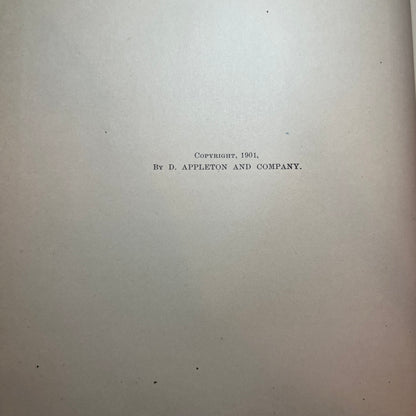 Copyright, 1901,
By D. APPLETON AND COMPANY.